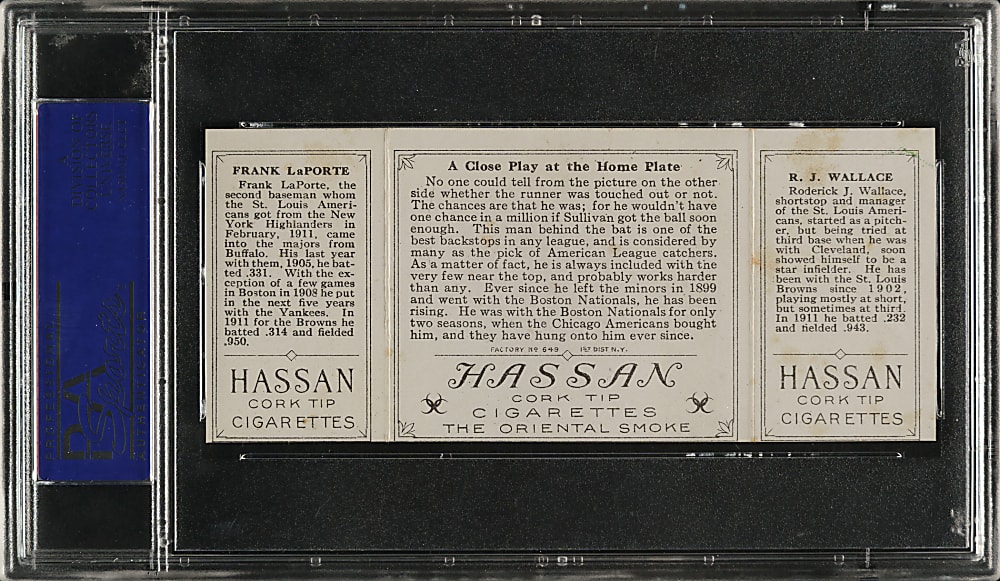 FRANK LaPORTE
Frank LaPorte, the
second baseman whom
the St. Louis Ameri-
cans got from the New
York Highlanders in
February, 1911, came
into the majors from
Buffalo. His last year
with them, 1905, he bat-
ted .331. With the ex-
ception of a few games
in Boston in 1908 he put
in the next five years
with the Yankees. In
1911 for the Browns he
batted .314 and fielded
.950.
HASSAN
CORK TIP
CIGARETTES
A Close Play at the Home Plate
No one could tell from the picture on the other
side whether the runner was touched out or not.
The chances are that he was; for he wouldn't have
one chance in a million if Sullivan got the ball soon
enough. This man behind the bat is one of the
best backstops in any league, and is considered by
many as the pick of American League catchers.
As a matter of fact, he is always included with the
very few near the top, and probably works harder
than any. Ever since he left the minors in 1899
and went with the Boston Nationals, he has been
rising. He was with the Boston Nationals for only
two seasons, when the Chicago Americans bought
him, and they have hung onto him ever since.
FACTORY Nº 649 1ST DIST. N.Y.
HASSAN
CORK TIP
CIGARETTES
THE ORIENTAL SMOKE
R. J. WALLACE
Roderick J. Wallace,
shortstop and manager
of the St. Louis Ameri-
cans, started as a pitch-
er, but being tried at
third base when he was
with Cleveland, soon
showed himself to be a
star infielder. He has
been with the St. Louis
Browns since 1902,
playing mostly at short,
but sometimes at third.
In 1911 he batted .232
and fielded .943.
HASSAN
CORK TIP
CIGARETTES
PSA